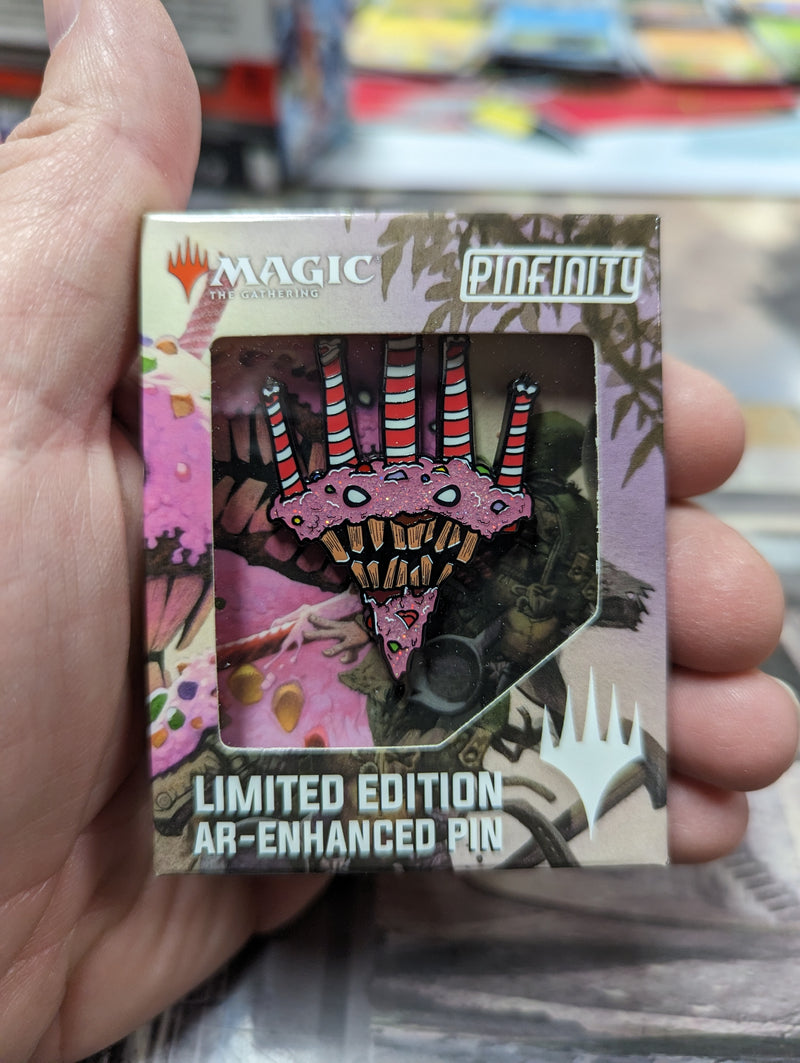 MAGIC
THE GATHERING
PINFINITY
LIMITED EDITION
AR-ENHANCED PIN